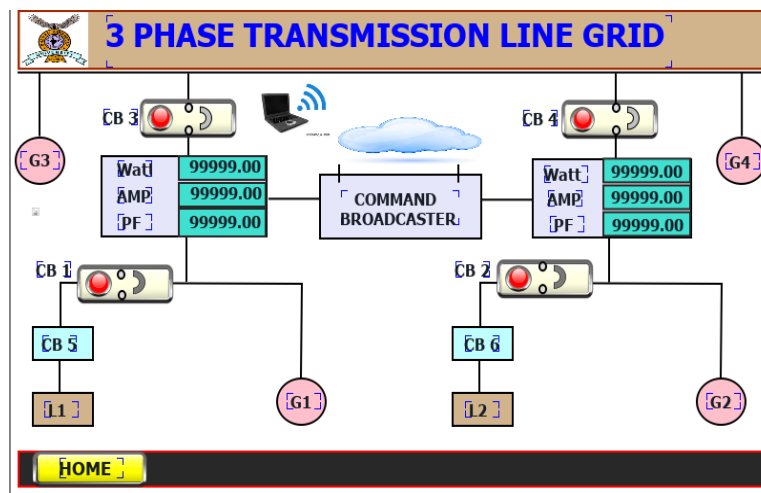 3 PHASE TRANSMISSION LINE GRID
CB 3
CB 4
G3
G4
Watt 99999.00
AMP 99999.00
PF 99999.00
COMMAND
BROADCASTER
Watt 99999.00
AMP 99999.00
PF 99999.00
CB 1
CB 2
CB 5
CB 6
L1
G1
L2
G2
HOME